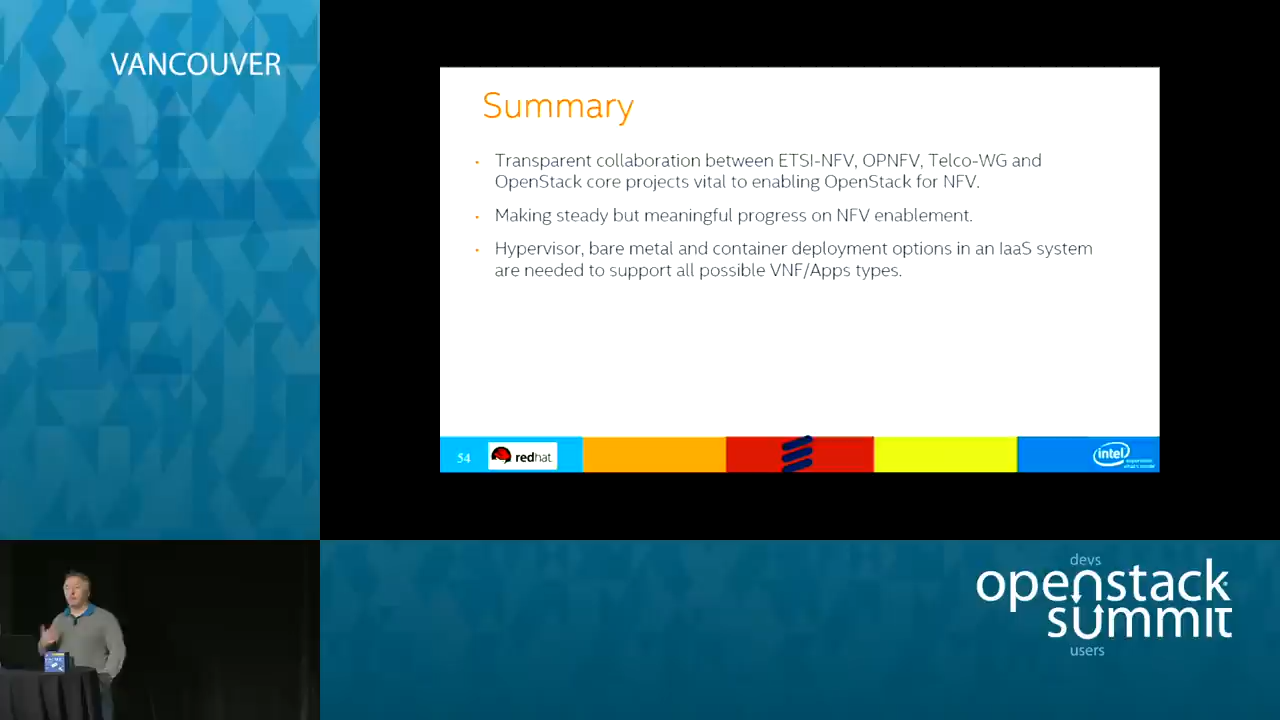 VANCOUVER
Summary
• Transparent collaboration between ETSI-NFV, OPNFV, Telco-WG and
OpenStack core projects vital to enabling OpenStack for NFV.
• Making steady but meaningful progress on NFV enablement.
• Hypervisor, bare metal and container deployment options in an IaaS system
are needed to support all possible VNF/Apps types.
54
redhat
intel
devs
openstack
summit
users